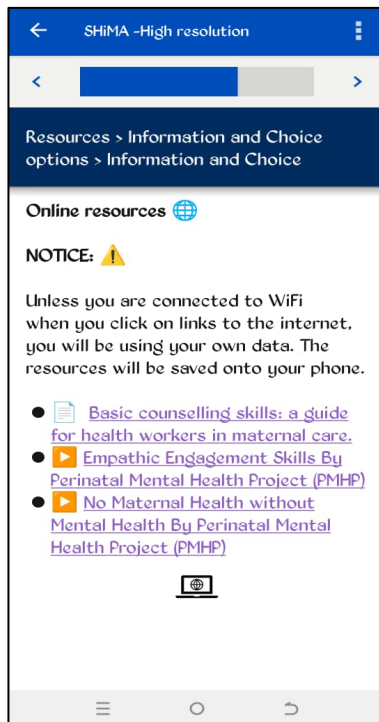 SHiMA -High resolution
Resources > Information and Choice
options > Information and Choice
Online resources 🌐
NOTICE: ⚠️
Unless you are connected to WiFi
when you click on links to the internet,
you will be using your own data. The
resources will be saved onto your phone.
● 📄 Basic counselling skills: a guide
for health workers in maternal care.
● ▶️ Empathic Engagement Skills By
Perinatal Mental Health Project (PMHP)
● ▶️ No Maternal Health without
Mental Health By Perinatal Mental
Health Project (PMHP)